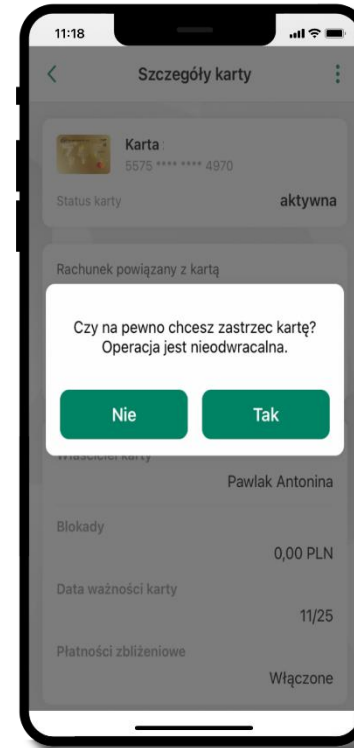 11:18
Szczegóły karty
Karta
5575 **** **** 4970
Status karty
aktywna
Rachunek powiązany z kartą
Czy na pewno chcesz zastrzec kartę?
Operacja jest nieodwracalna.
Nie
Tak
Właściciel karty
Pawlak Antonina
Blokady
0,00 PLN
Data ważności karty
11/25
Płatności zbliżeniowe
Włączone